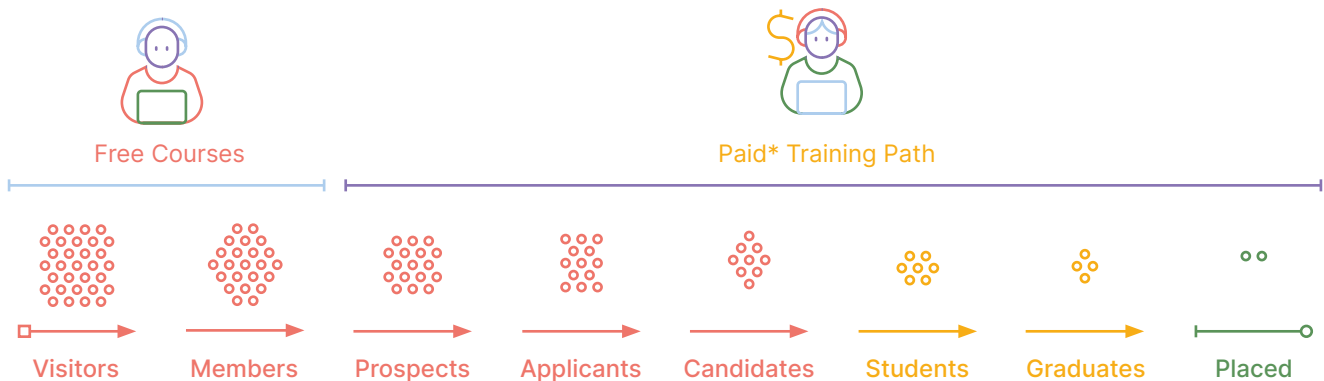 $
Free Courses
Paid* Training Path
Visitors
Members
Prospects
Applicants
Candidates
Students
Graduates
Placed